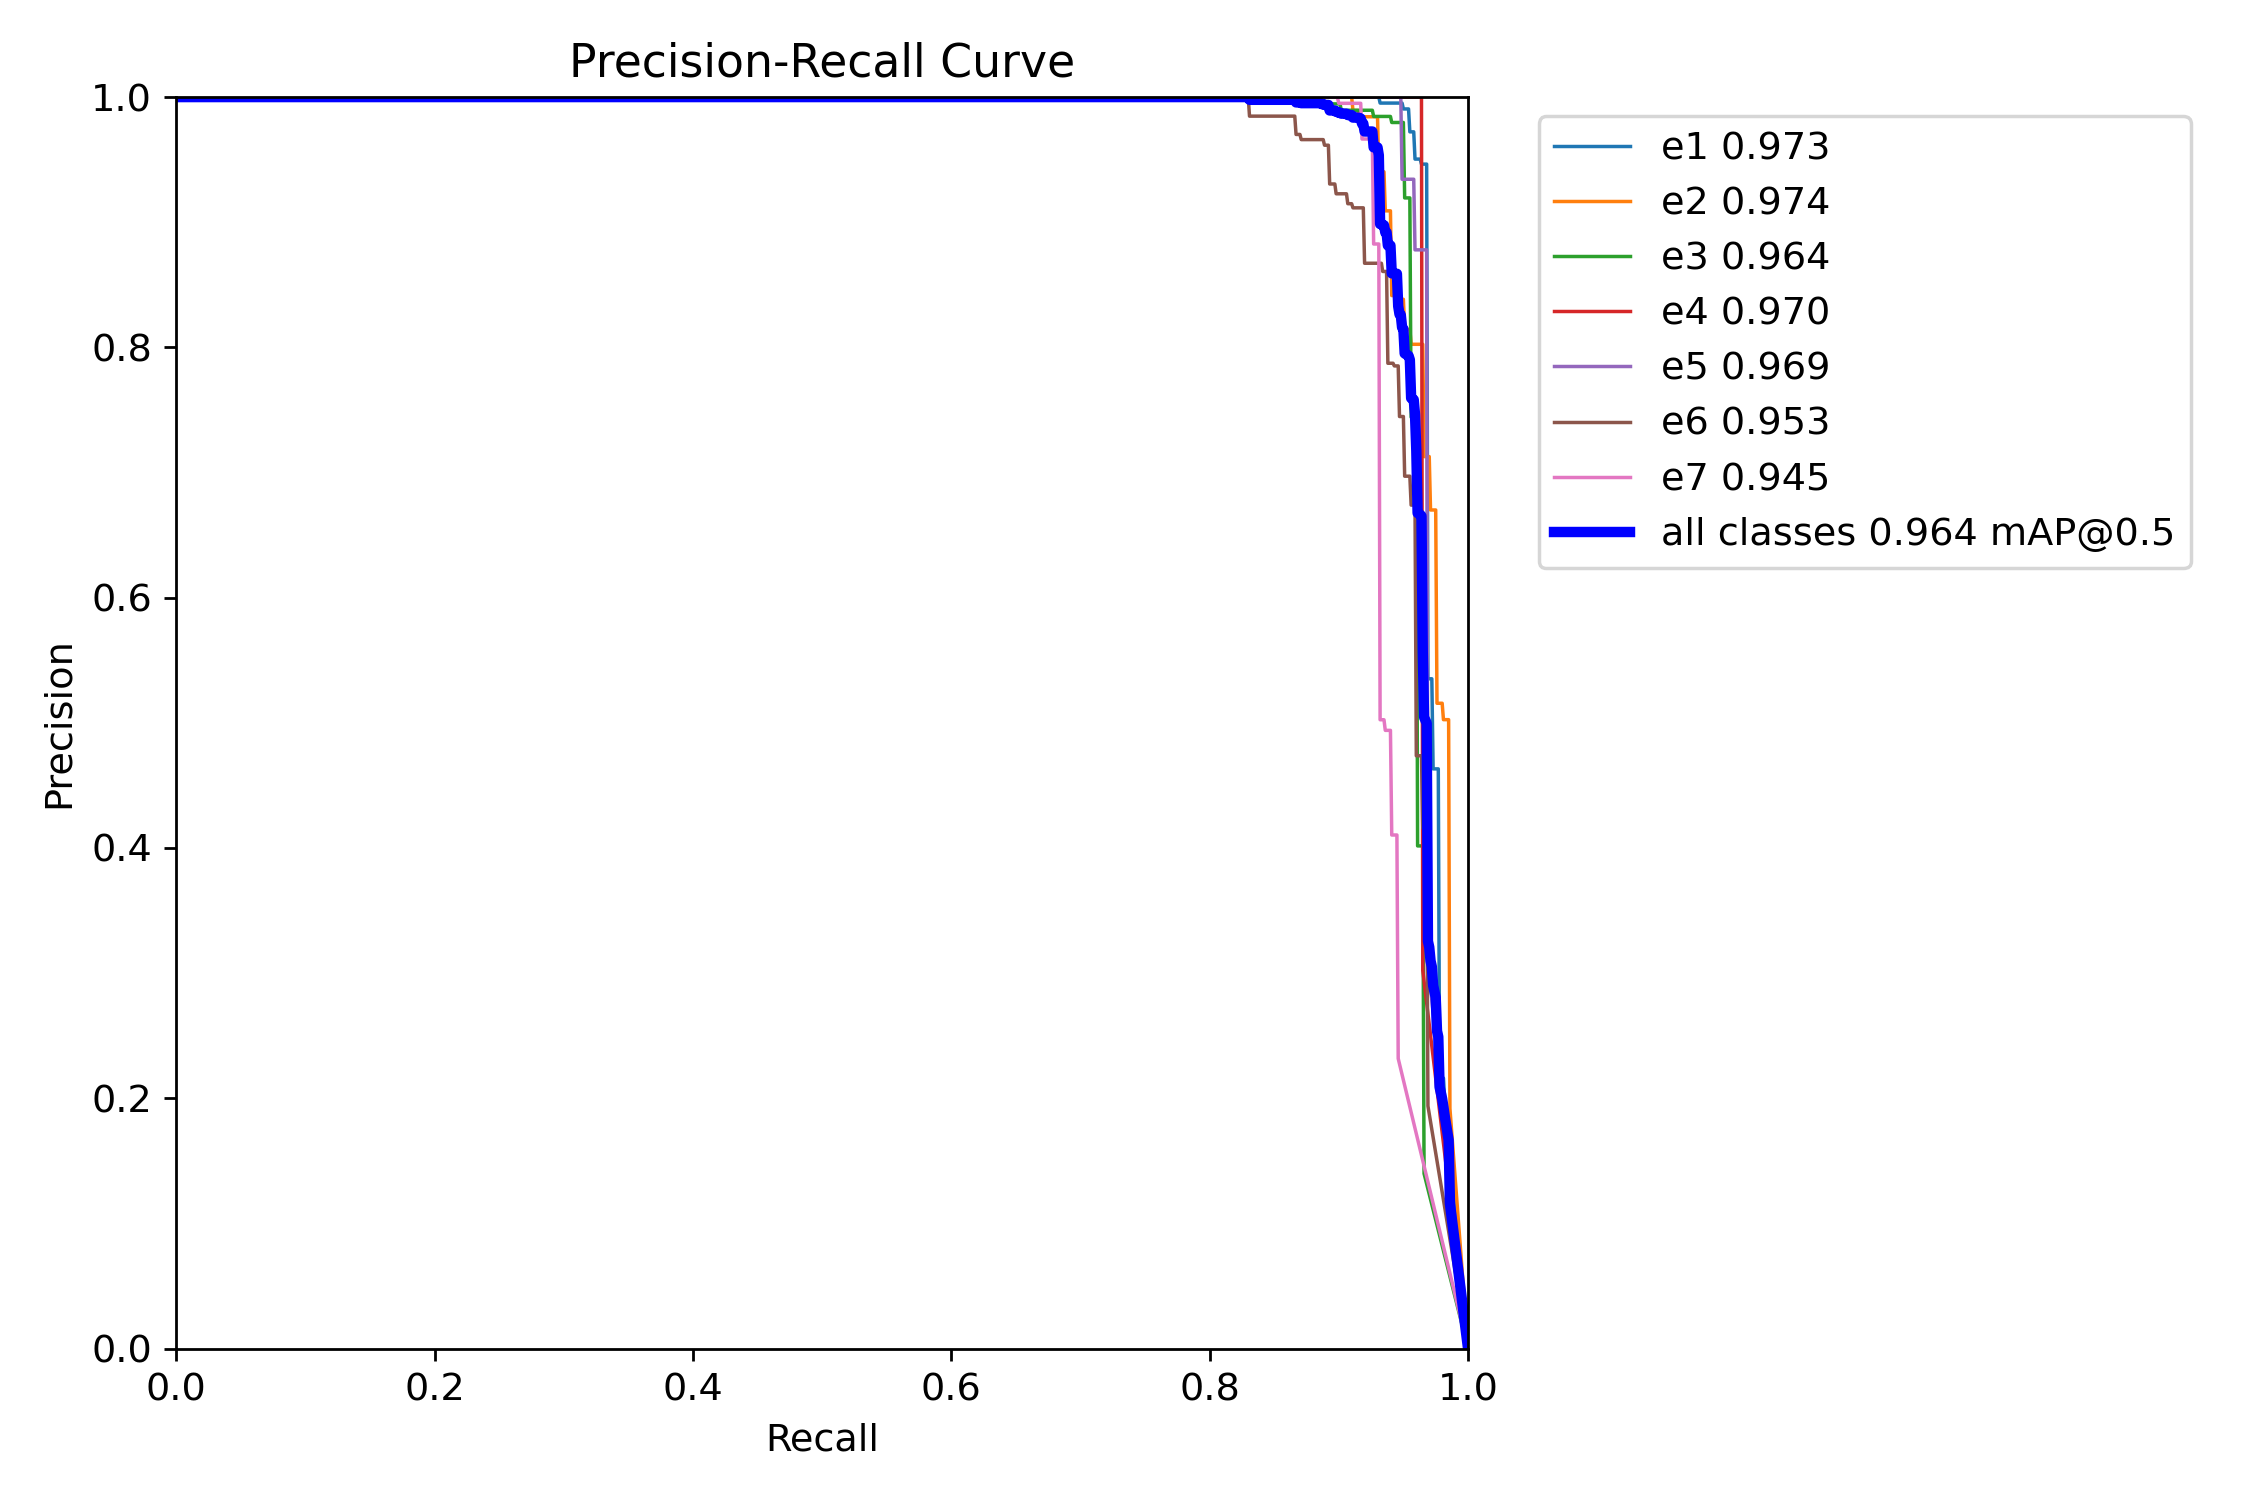 Precision-Recall Curve
1.0
0.8
0.6
0.4
0.2
0.0
Precision
0.0 0.2 0.4 0.6 0.8 1.0
Recall
e1 0.973
e2 0.974
e3 0.964
e4 0.970
e5 0.969
e6 0.953
e7 0.945
all classes 0.964 mAP@0.5